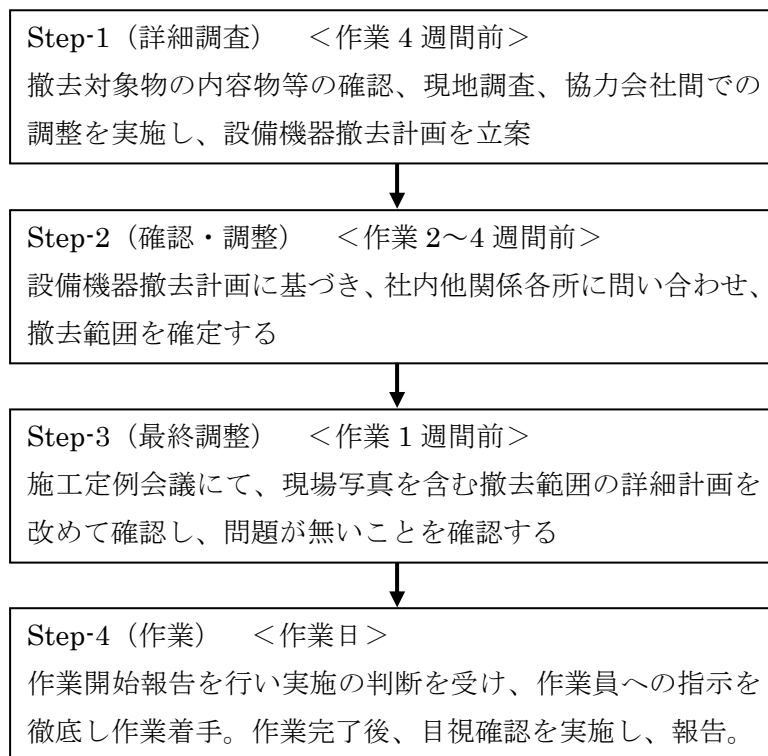 Step-1（詳細調査）　＜作業 4 週間前＞
撤去対象物の内容物等の確認、現地調査、協力会社間での
調整を実施し、設備機器撤去計画を立案
Step-2（確認・調整）　＜作業 2～4 週間前＞
設備機器撤去計画に基づき、社内他関係各所に問い合わせ、
撤去範囲を確定する
Step-3（最終調整）　＜作業 1 週間前＞
施工定例会議にて、現場写真を含む撤去範囲の詳細計画を
改めて確認し、問題が無いことを確認する
Step-4（作業）　＜作業日＞
作業開始報告を行い実施の判断を受け、作業員への指示を
徹底し作業着手。作業完了後、目視確認を実施し、報告。